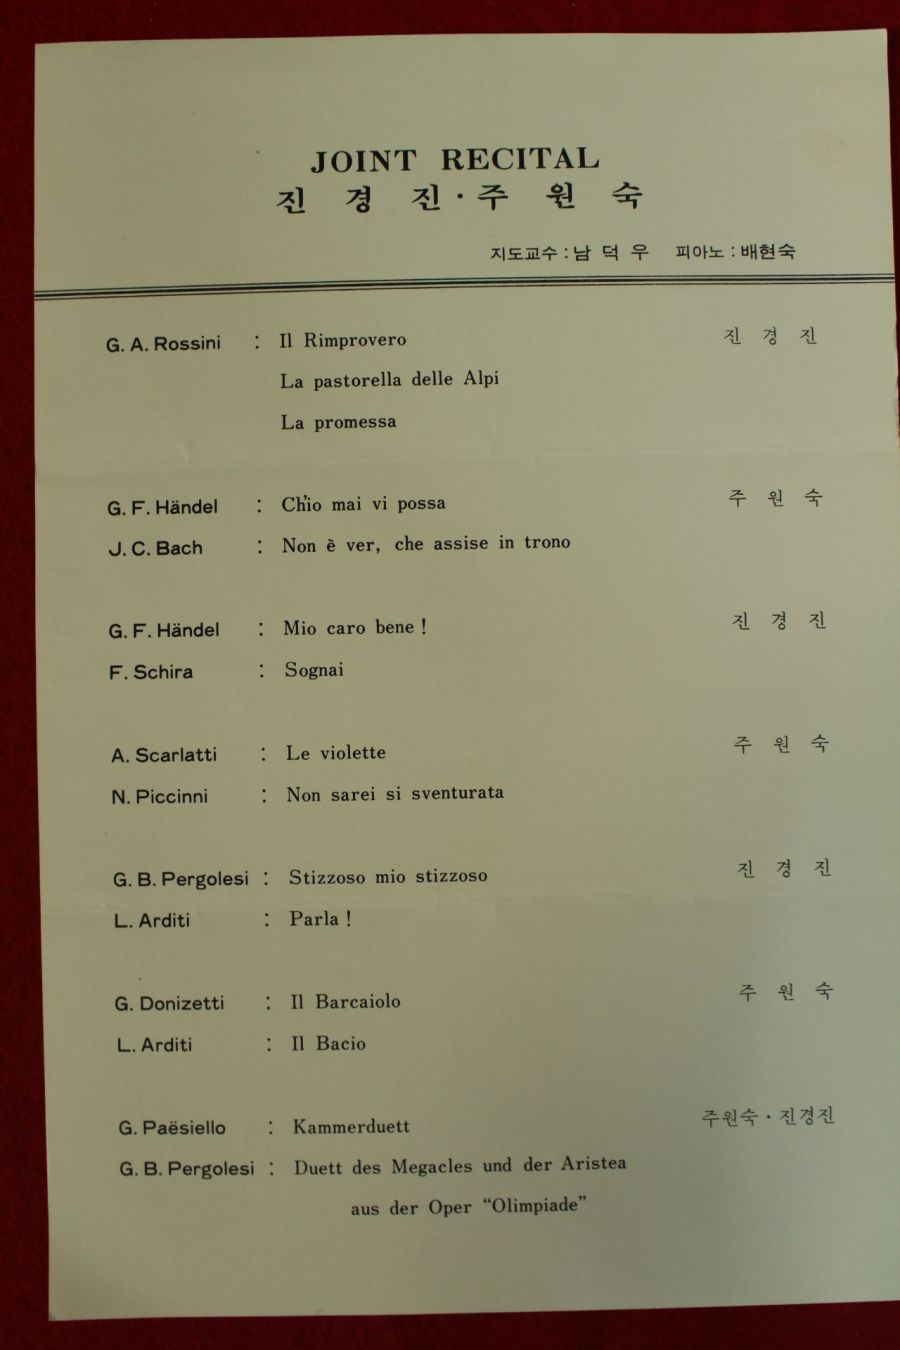 JOINT RECITAL
진 경 진 · 주 원 숙
지도교수 : 남 덕 우 피아노 : 배현숙
G. A. Rossini : Il Rimprovero 진 경 진
La pastorella delle Alpi
La promessa
G. F. Händel : Ch'io mai vi possa 주 원 숙
J. C. Bach : Non è ver, che assise in trono
G. F. Händel : Mio caro bene ! 진 경 진
F. Schira : Sognai
A. Scarlatti : Le violette 주 원 숙
N. Piccinni : Non sarei si sventurata
G. B. Pergolesi : Stizzoso mio stizzoso 진 경 진
L. Arditi : Parla !
G. Donizetti : Il Barcaiolo 주 원 숙
L. Arditi : Il Bacio
G. Paësiello : Kammerduett 주원숙 · 진경진
G. B. Pergolesi : Duett des Megacles und der Aristea
aus der Oper “Olimpiade”